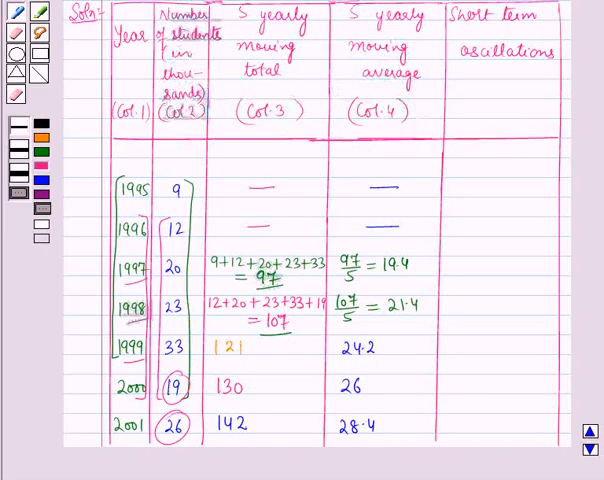 Soln:-
Year
(Col.1)
Number
of students
(in
thou-
sands)
(Col.2)
5 yearly
moving
total
(Col.3)
5 yearly
moving
average
(Col.4)
Short term
oscillations
1995 9 — —
1996 12 — —
1997 20 9+12+20+23+33 = 97 97/5 = 19.4
1998 23 12+20+23+33+19 = 107 107/5 = 21.4
1999 33 121 24.2
2000 19 130 26
2001 26 142 28.4